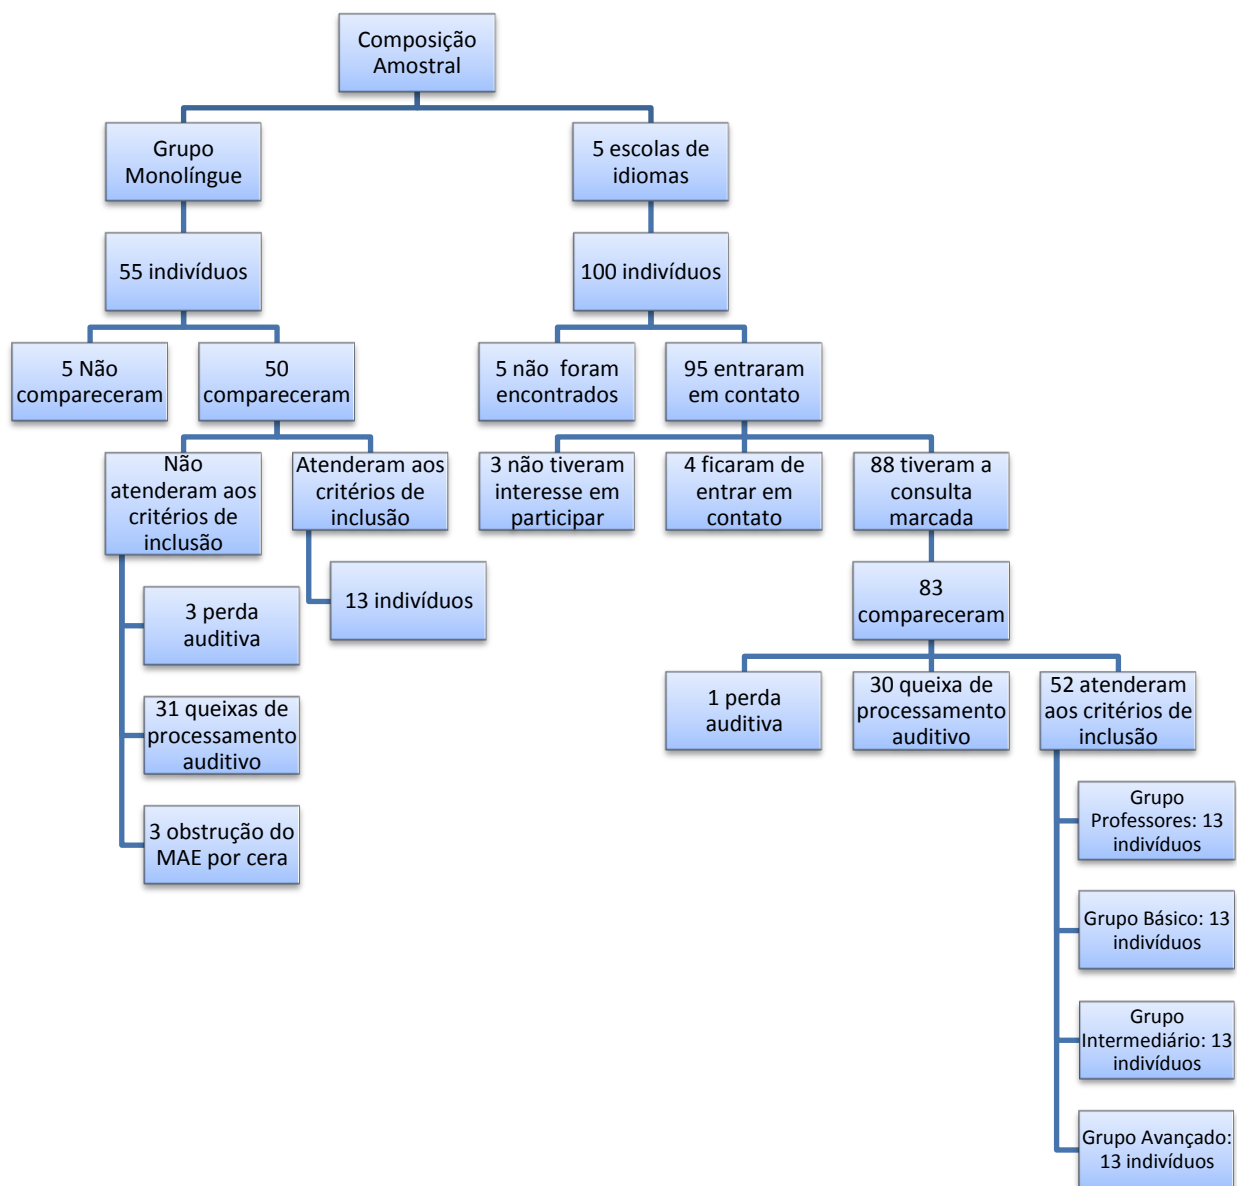 Composição
Amostral
Grupo
Monolíngue
5 escolas de
idiomas
55 indivíduos
100 indivíduos
5 Não
compareceram
50
compareceram
5 não  foram
encontrados
95 entraram
em contato
Não
atenderam aos
critérios de
inclusão
Atenderam aos
critérios de
inclusão
3 não tiveram
interesse em
participar
4 ficaram de
entrar em
contato
88 tiveram a
consulta
marcada
3 perda
auditiva
13 indivíduos
83
compareceram
31 queixas de
processamento
auditivo
1 perda
auditiva
30 queixa de
processamento
auditivo
52 atenderam
aos critérios de
inclusão
3 obstrução do
MAE por cera
Grupo
Professores: 13
indivíduos
Grupo Básico: 13
indivíduos
Grupo
Intermediário: 13
indivíduos
Grupo Avançado:
13 indivíduos